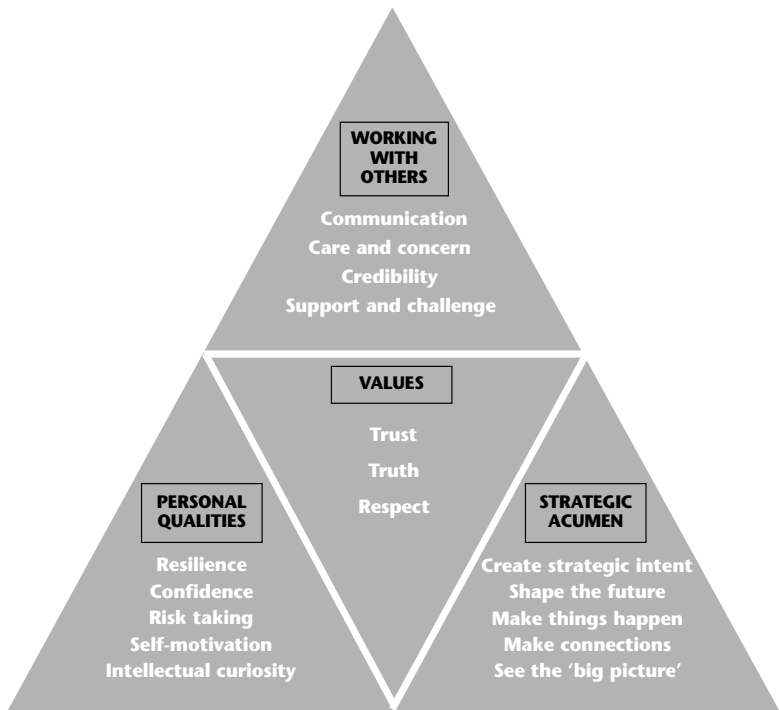 WORKING
WITH
OTHERS
Communication
Care and concern
Credibility
Support and challenge
VALUES
Trust
Truth
Respect
PERSONAL
QUALITIES
Resilience
Confidence
Risk taking
Self-motivation
Intellectual curiosity
STRATEGIC
ACUMEN
Create strategic intent
Shape the future
Make things happen
Make connections
See the ‘big picture’